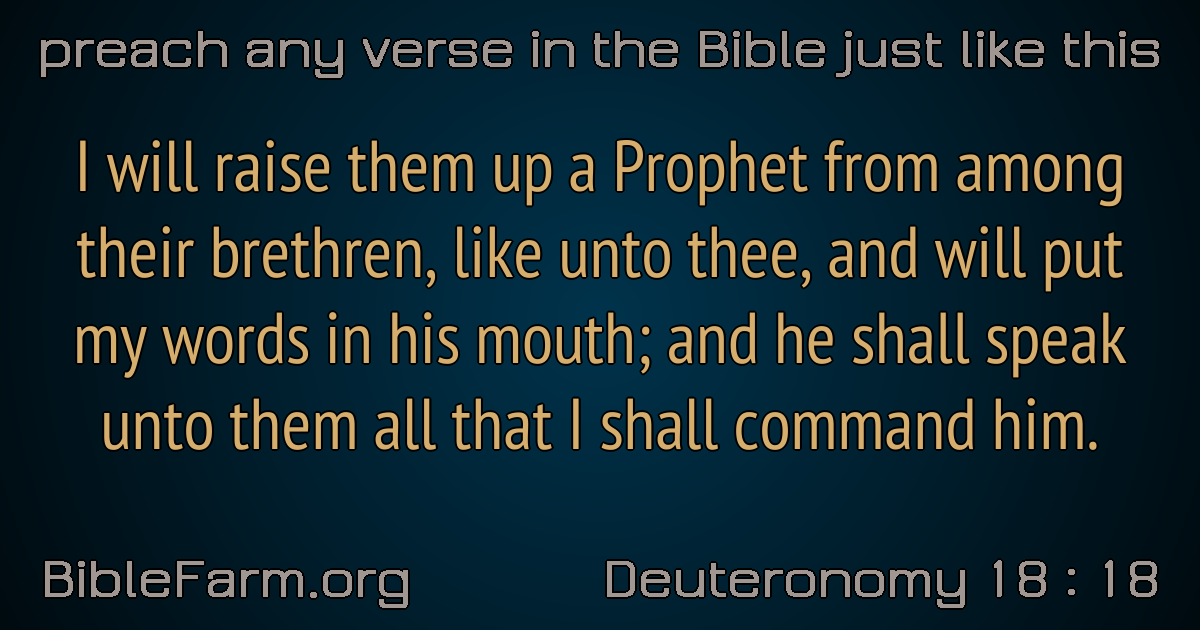 preach any verse in the Bible just like this
I will raise them up a Prophet from among
their brethren, like unto thee, and will put
my words in his mouth; and he shall speak
unto them all that I shall command him.
BibleFarm.org
Deuteronomy 18 : 18